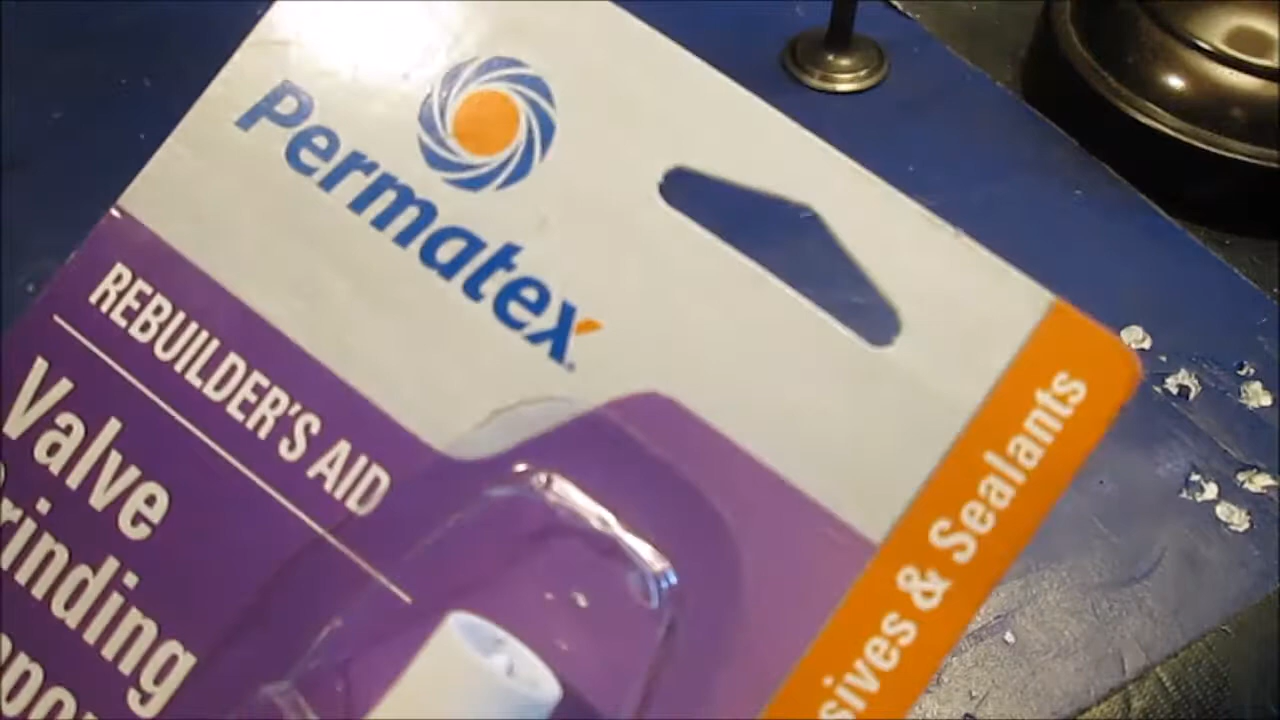 Permatex
REBUILDER'S AID
Valve
rinding
sives & Sealants